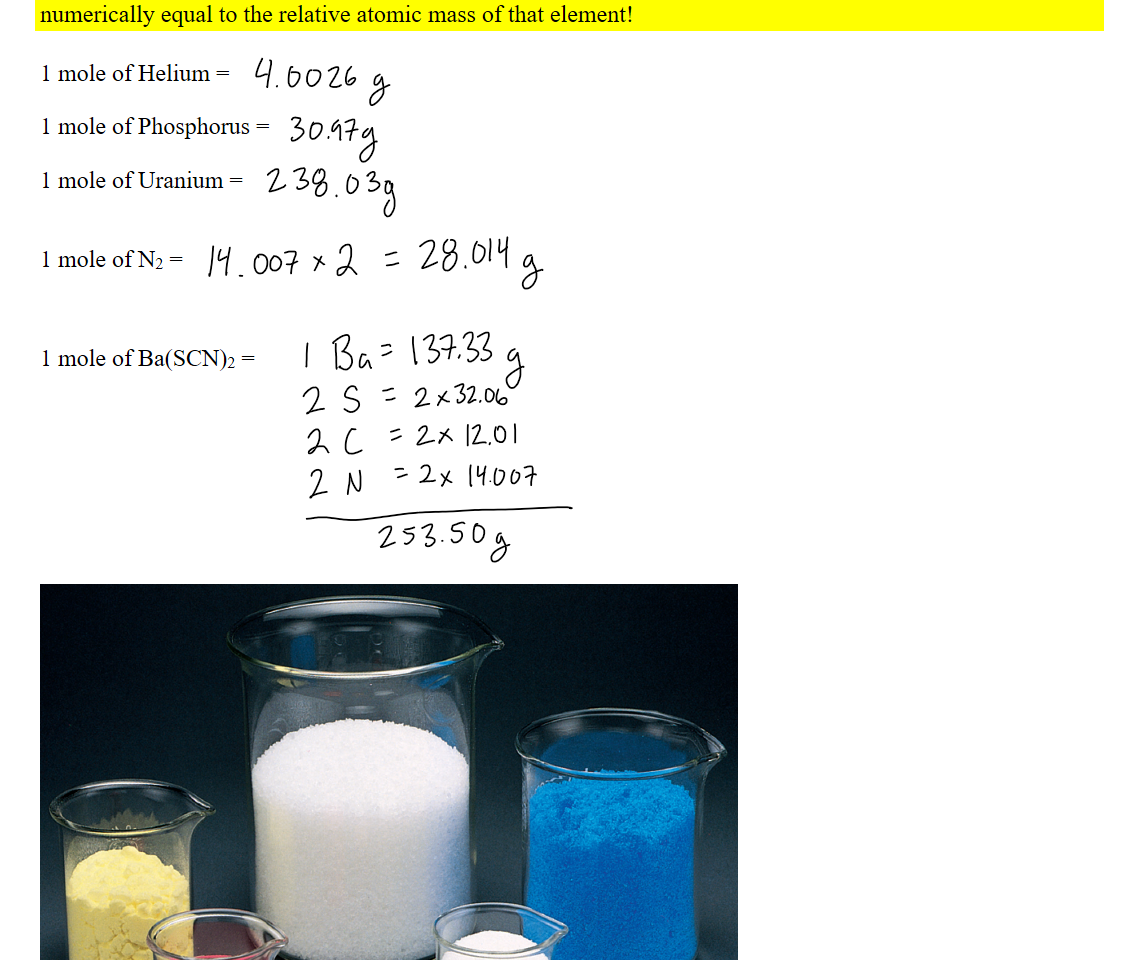 numerically equal to the relative atomic mass of that element!
1 mole of Helium = 4.0026 g
1 mole of Phosphorus = 30.97g
1 mole of Uranium = 238.03g
1 mole of N₂ = 14.007 × 2 = 28.014 g
1 mole of Ba(SCN)₂ = 1 Ba = 137.33 g
2 S = 2×32.06
2 C = 2× 12.01
2 N = 2× 14.007
253.50g